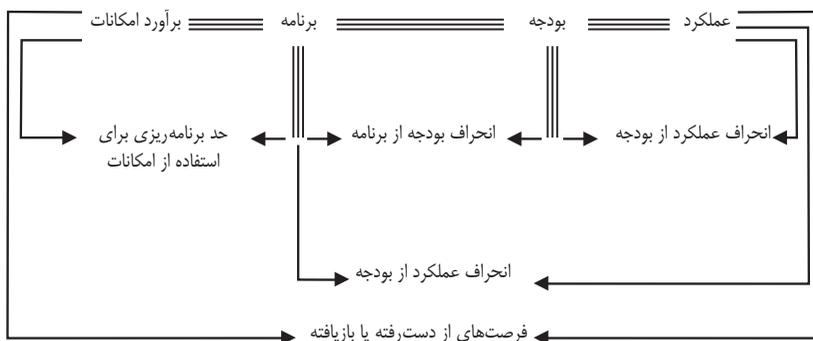 عملکرد
بودجه
برنامه
برآورد امکانات
انحراف عملکرد از بودجه
انحراف بودجه از برنامه
حد برنامه‌ریزی برای
استفاده از امکانات
انحراف عملکرد از بودجه
فرصت‌های از دست‌رفته یا بازیافته